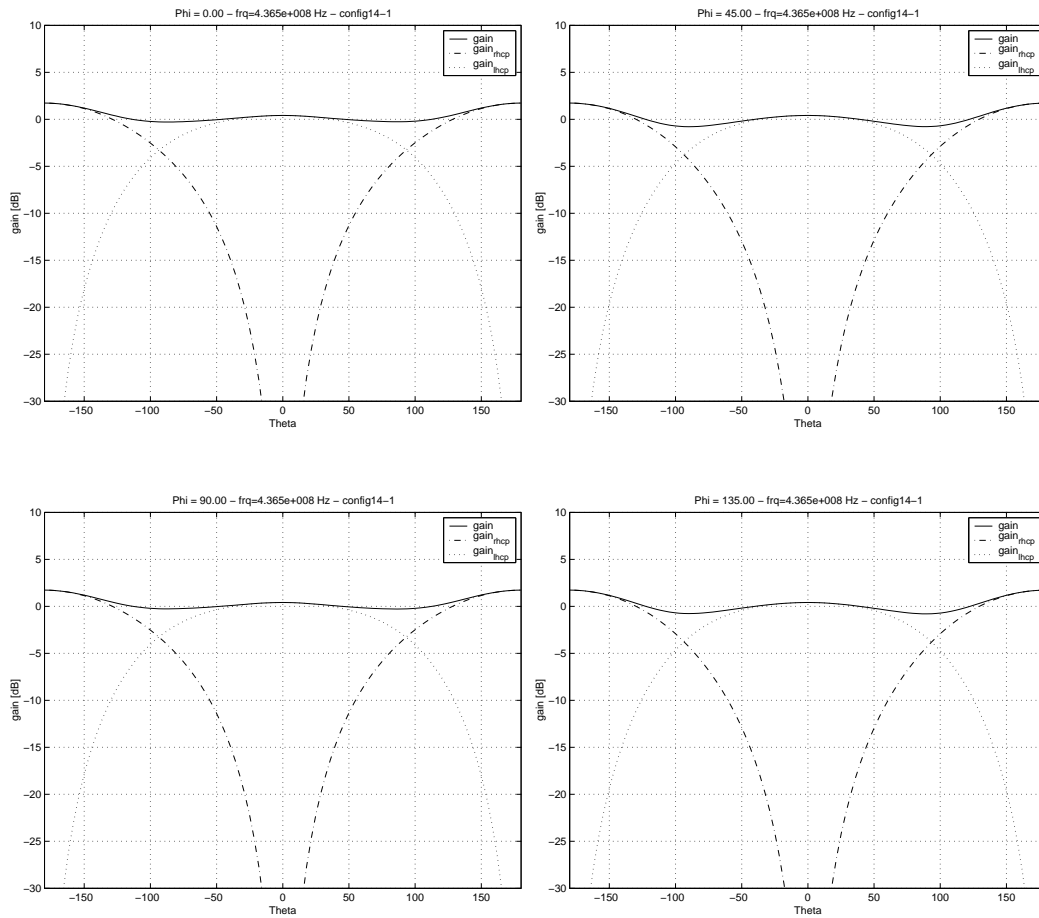 Phi = 0.00 − frq=4.365e+008 Hz − config14−1
gain
gain_rhcp
gain_lhcp
10
5
0
−5
−10
−15
−20
−25
−30
gain [dB]
−150 −100 −50 0 50 100 150
Theta
Phi = 45.00 − frq=4.365e+008 Hz − config14−1
gain
gain_rhcp
gain_lhcp
10
5
0
−5
−10
−15
−20
−25
−30
gain [dB]
−150 −100 −50 0 50 100 150
Theta
Phi = 90.00 − frq=4.365e+008 Hz − config14−1
gain
gain_rhcp
gain_lhcp
10
5
0
−5
−10
−15
−20
−25
−30
gain [dB]
−150 −100 −50 0 50 100 150
Theta
Phi = 135.00 − frq=4.365e+008 Hz − config14−1
gain
gain_rhcp
gain_lhcp
10
5
0
−5
−10
−15
−20
−25
−30
gain [dB]
−150 −100 −50 0 50 100 150
Theta